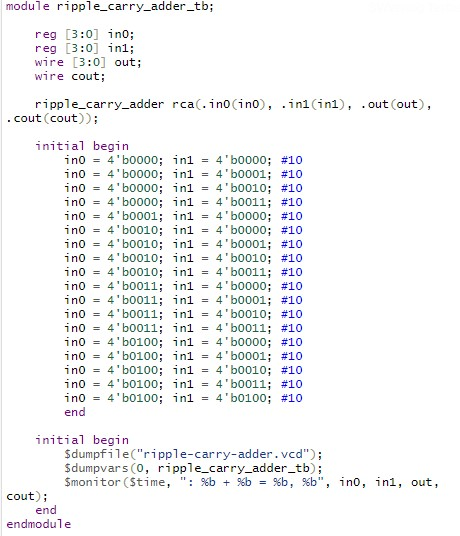 module ripple_carry_adder_tb;
reg [3:0] in0;
reg [3:0] in1;
wire [3:0] out;
wire cout;
ripple_carry_adder rca(.in0(in0), .in1(in1), .out(out),
.cout(cout));
initial begin
in0 = 4'b0000; in1 = 4'b0000; #10
in0 = 4'b0000; in1 = 4'b0001; #10
in0 = 4'b0000; in1 = 4'b0010; #10
in0 = 4'b0000; in1 = 4'b0011; #10
in0 = 4'b0001; in1 = 4'b0000; #10
in0 = 4'b0010; in1 = 4'b0000; #10
in0 = 4'b0010; in1 = 4'b0001; #10
in0 = 4'b0010; in1 = 4'b0010; #10
in0 = 4'b0010; in1 = 4'b0011; #10
in0 = 4'b0011; in1 = 4'b0000; #10
in0 = 4'b0011; in1 = 4'b0001; #10
in0 = 4'b0011; in1 = 4'b0010; #10
in0 = 4'b0011; in1 = 4'b0011; #10
in0 = 4'b0100; in1 = 4'b0000; #10
in0 = 4'b0100; in1 = 4'b0001; #10
in0 = 4'b0100; in1 = 4'b0010; #10
in0 = 4'b0100; in1 = 4'b0011; #10
in0 = 4'b0100; in1 = 4'b0100; #10
end
initial begin
$dumpfile("ripple-carry-adder.vcd");
$dumpvars(0, ripple_carry_adder_tb);
$monitor($time, ": %b + %b = %b, %b", in0, in1, out,
cout);
end
endmodule